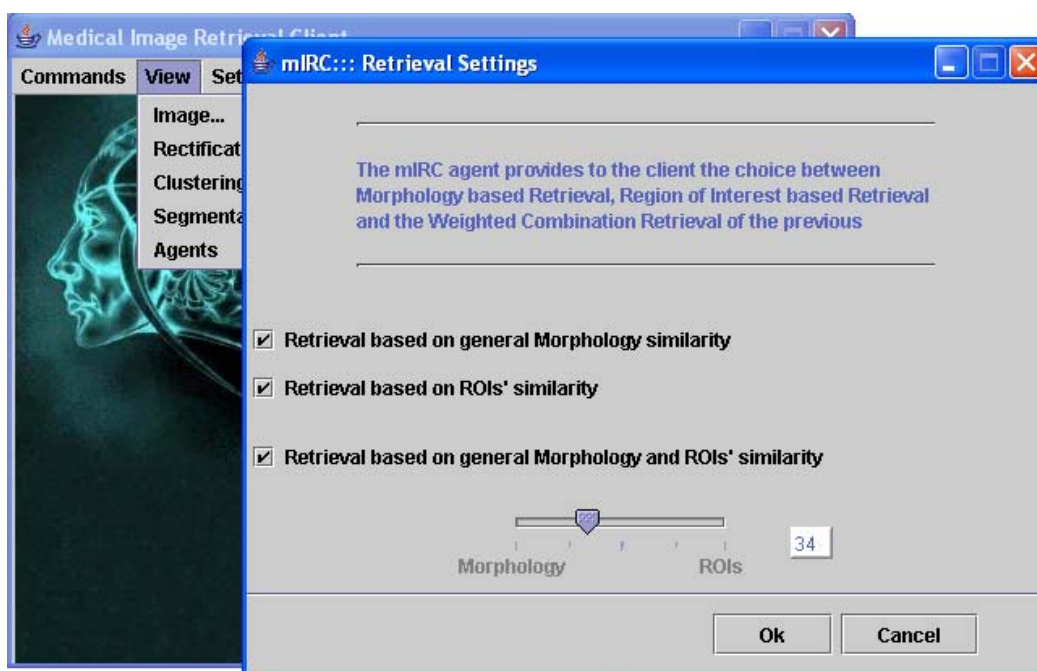 Medical Image Retrieval Client
Commands View Set
Image...
Rectificat
Clustering
Segmenta
Agents
mIRC::: Retrieval Settings
The mIRC agent provides to the client the choice between
Morphology based Retrieval, Region of Interest based Retrieval
and the Weighted Combination Retrieval of the previous
Retrieval based on general Morphology similarity
Retrieval based on ROIs' similarity
Retrieval based on general Morphology and ROIs' similarity
34
Morphology ROIs
Ok Cancel